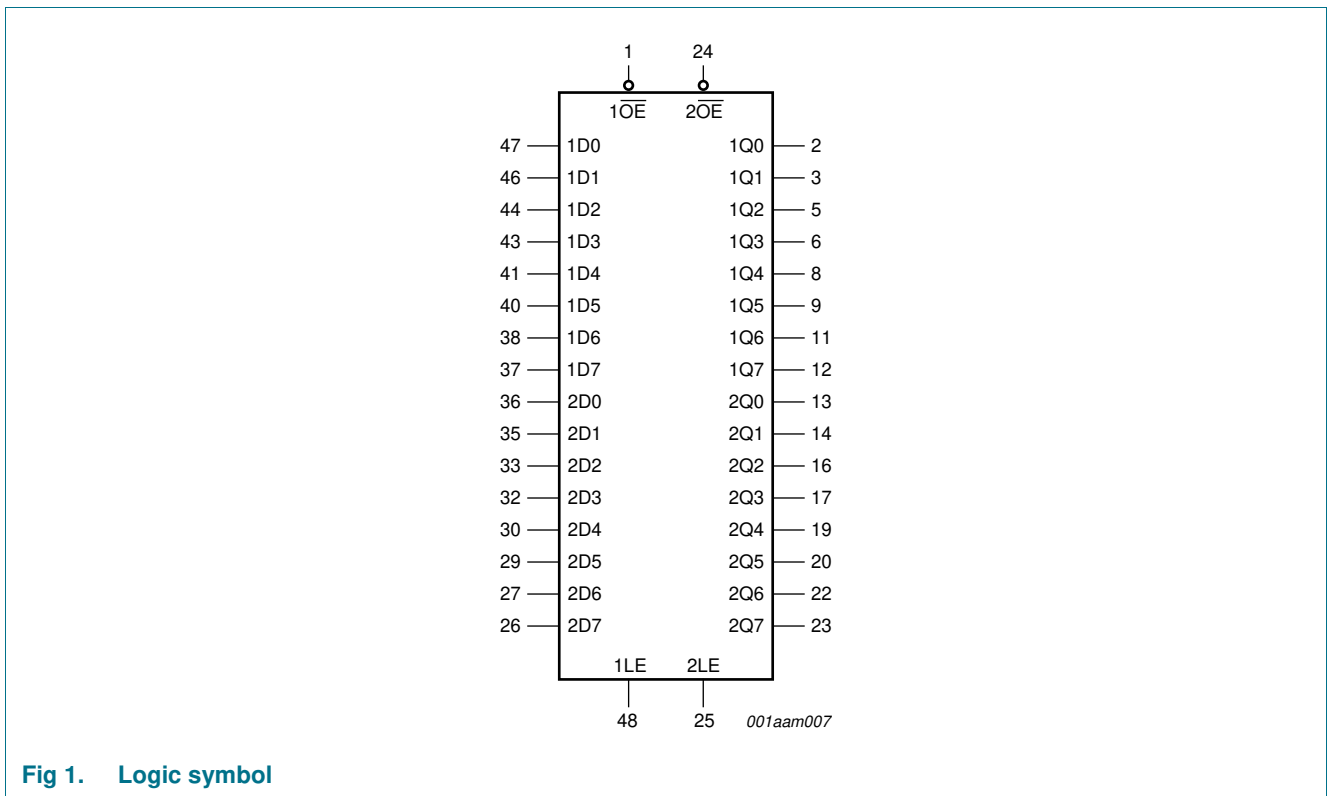 1 24
1O̅E̅ 2O̅E̅
47 1D0 1Q0 2
46 1D1 1Q1 3
44 1D2 1Q2 5
43 1D3 1Q3 6
41 1D4 1Q4 8
40 1D5 1Q5 9
38 1D6 1Q6 11
37 1D7 1Q7 12
36 2D0 2Q0 13
35 2D1 2Q1 14
33 2D2 2Q2 16
32 2D3 2Q3 17
30 2D4 2Q4 19
29 2D5 2Q5 20
27 2D6 2Q6 22
26 2D7 2Q7 23
1LE 2LE
48 25 001aam007
Fig 1. Logic symbol